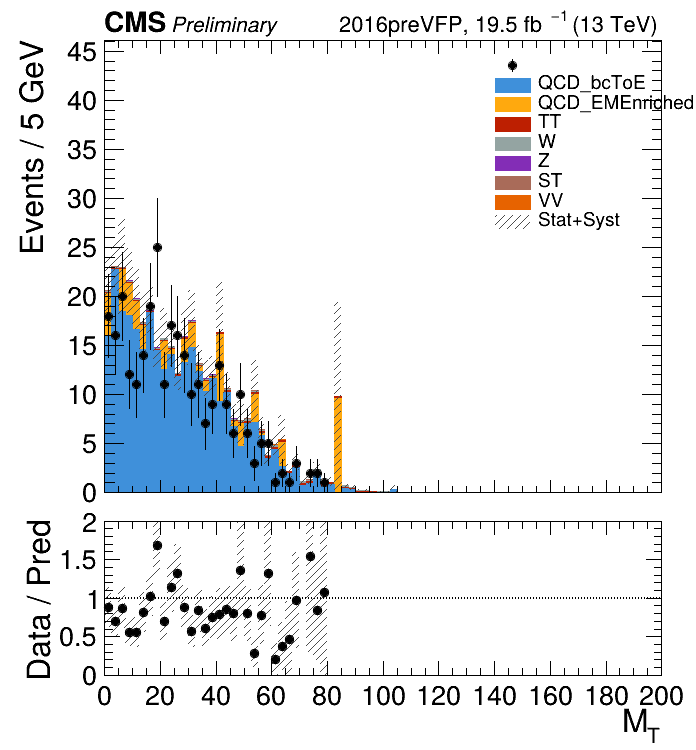 CMS Preliminary 2016preVFP, 19.5 fb⁻¹ (13 TeV)
Events / 5 GeV
45
40
35
30
25
20
15
10
5
0
QCD_bcToE
QCD_EMEnriched
TT
W
Z
ST
VV
Stat+Syst
Data / Pred
2
1.5
1
0.5
0
0 20 40 60 80 100 120 140 160 180 200
M_T